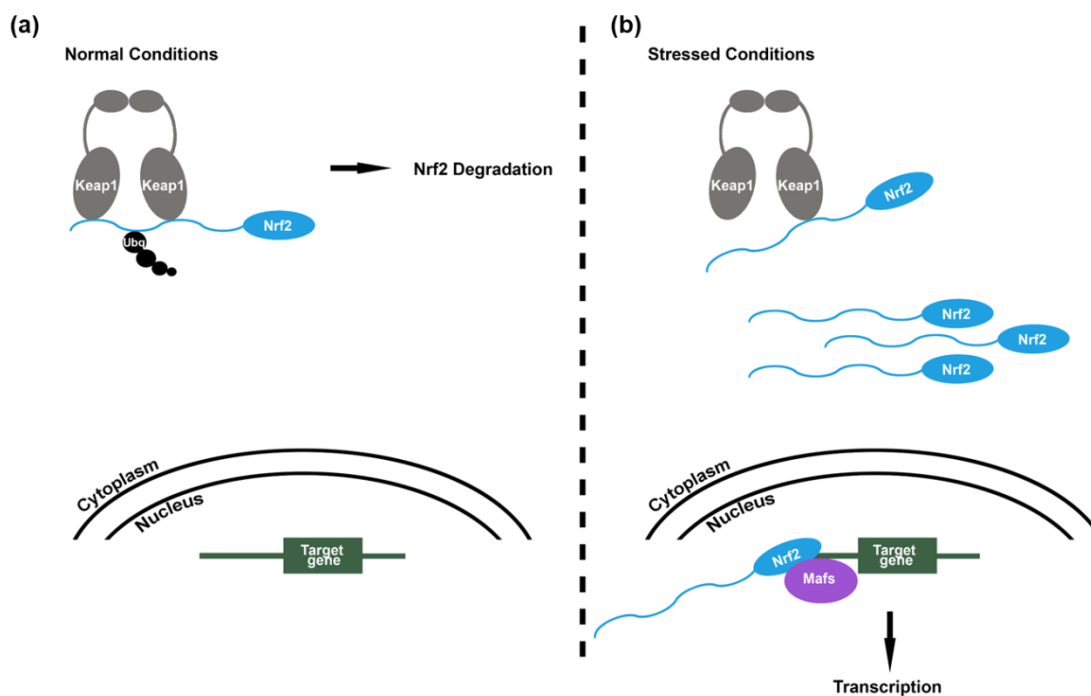 (a)
Normal Conditions
Keap1 Keap1
Nrf2 Degradation
Nrf2
Ubq
Cytoplasm
Nucleus
Target
gene
(b)
Stressed Conditions
Keap1 Keap1
Nrf2
Nrf2
Nrf2
Nrf2
Cytoplasm
Nucleus
Nrf2
Target
gene
Mafs
Transcription